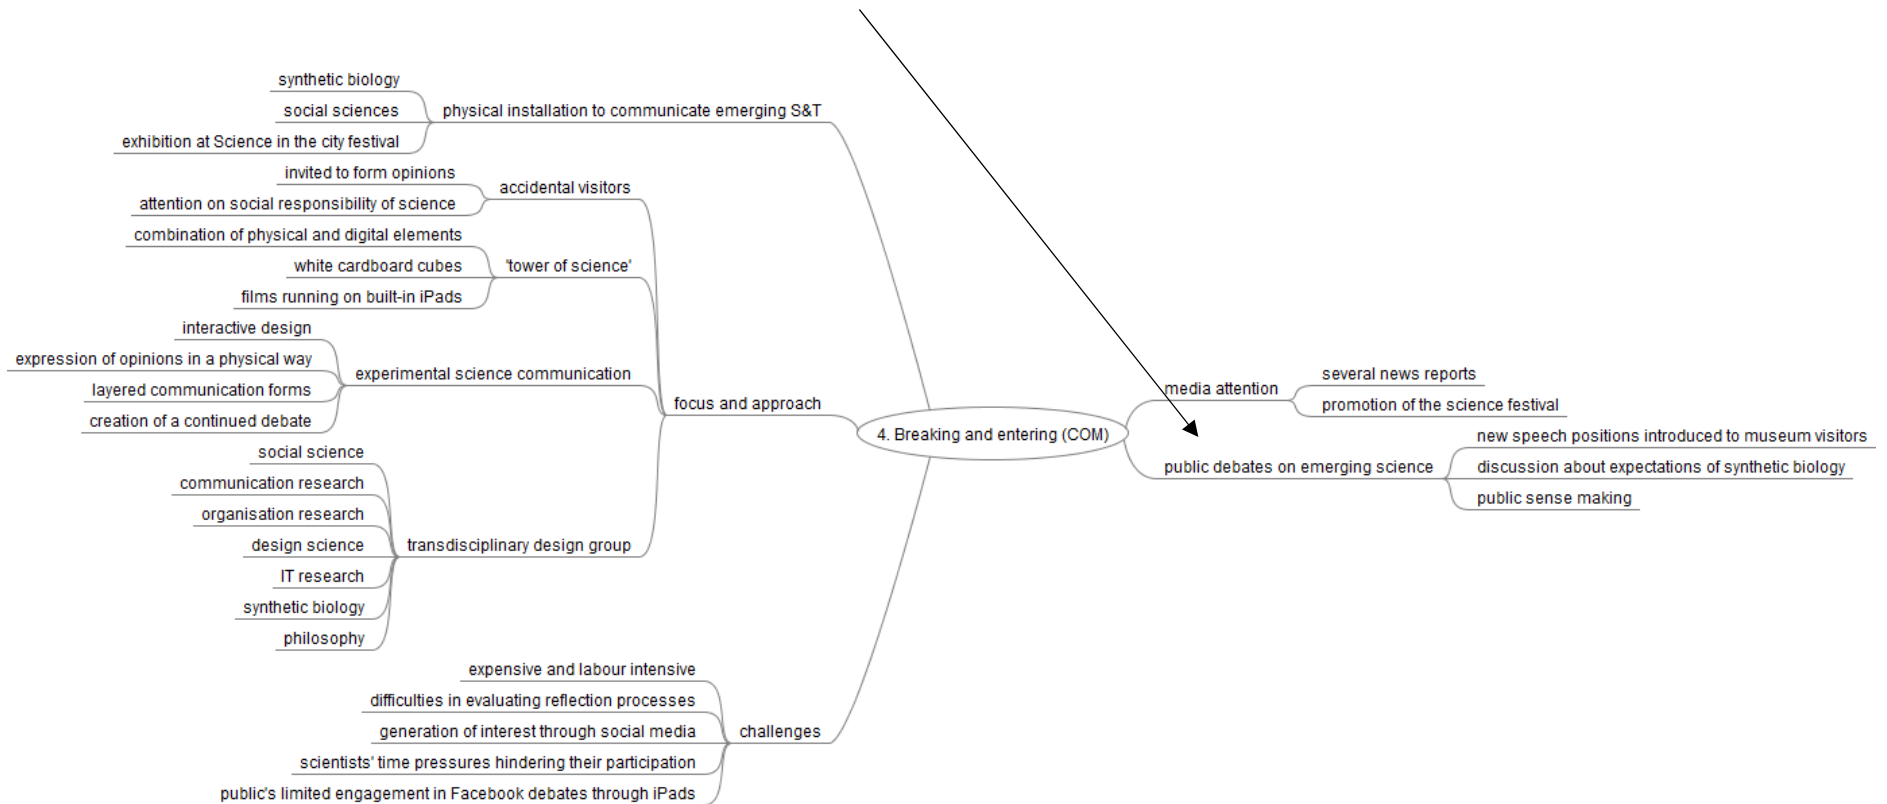 synthetic biology
social sciences
exhibition at Science in the city festival
physical installation to communicate emerging S&T
invited to form opinions
attention on social responsibility of science
accidental visitors
combination of physical and digital elements
white cardboard cubes
films running on built-in iPads
'tower of science'
interactive design
expression of opinions in a physical way
layered communication forms
creation of a continued debate
experimental science communication
social science
communication research
organisation research
design science
IT research
synthetic biology
philosophy
transdisciplinary design group
focus and approach
expensive and labour intensive
difficulties in evaluating reflection processes
generation of interest through social media
scientists' time pressures hindering their participation
public's limited engagement in Facebook debates through iPads
challenges
4. Breaking and entering (COM)
media attention
several news reports
promotion of the science festival
public debates on emerging science
new speech positions introduced to museum visitors
discussion about expectations of synthetic biology
public sense making